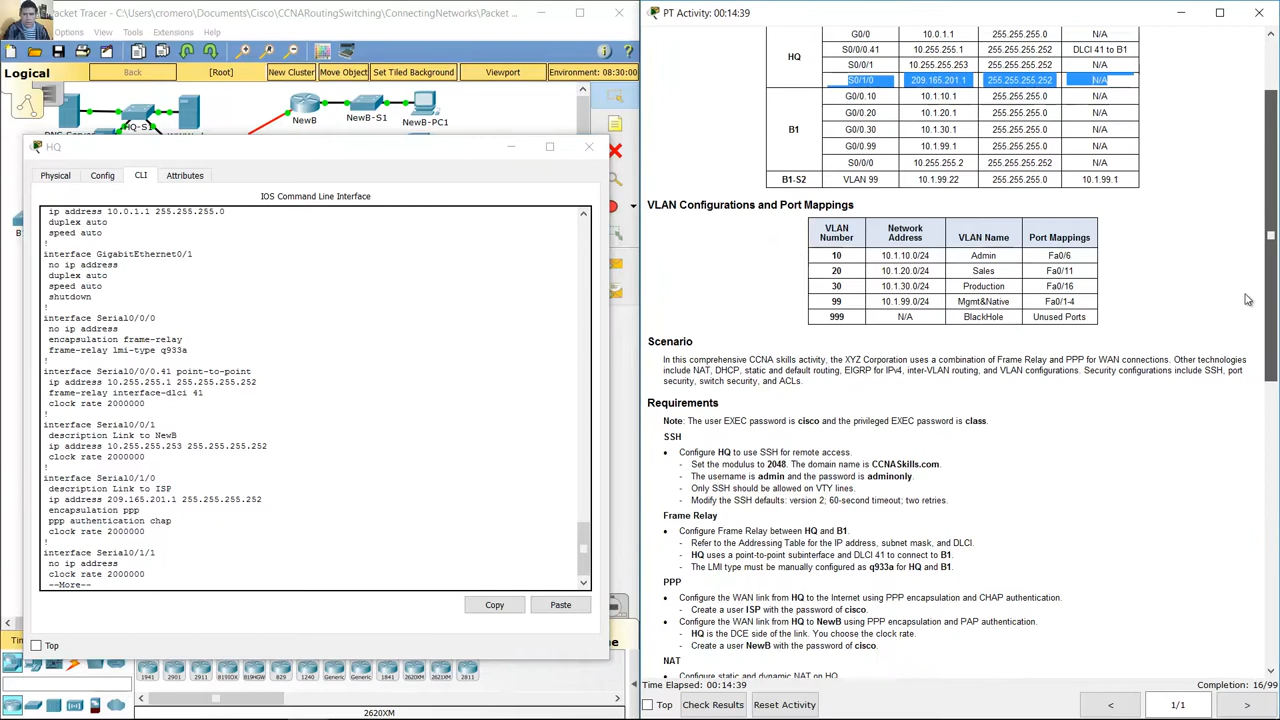 Packet Tracer - C:\Users\cromero\Documents\Cisco\CCNARoutingSwitching\ConnectingNetworks\Packet ...
Options View Tools Extensions Help
Logical Back [Root] New Cluster Move Object Set Tiled Background Viewport Environment: 08:30:00
HQ-S1
NewB NewB-S1 NewB-PC1
HQ
Physical Config CLI Attributes
IOS Command Line Interface
ip address 10.0.1.1 255.255.255.0
duplex auto
speed auto
!
interface GigabitEthernet0/1
no ip address
duplex auto
speed auto
shutdown
!
interface Serial0/0/0
no ip address
encapsulation frame-relay
frame-relay lmi-type q933a
!
interface Serial0/0/0.41 point-to-point
ip address 10.255.255.1 255.255.255.252
frame-relay interface-dlci 41
clock rate 2000000
!
interface Serial0/0/1
description Link to NewB
ip address 10.255.255.253 255.255.255.252
clock rate 2000000
!
interface Serial0/1/0
description Link to ISP
ip address 209.165.201.1 255.255.255.252
encapsulation ppp
ppp authentication chap
clock rate 2000000
!
interface Serial0/1/1
no ip address
clock rate 2000000
--More--
Copy Paste
Top
1941 2901 2911 819IOX 819HGW 829 1240 Generic Generic 1841 2620XM 2621XM 2811
2620XM
PT Activity: 00:14:39
HQ
G0/0 10.0.1.1 255.255.255.0 N/A
S0/0/0.41 10.255.255.1 255.255.255.252 DLCI 41 to B1
S0/0/1 10.255.255.253 255.255.255.252 N/A
S0/1/0 209.165.201.1 255.255.255.252 N/A
B1
G0/0.10 10.1.10.1 255.255.255.0 N/A
G0/0.20 10.1.20.1 255.255.255.0 N/A
G0/0.30 10.1.30.1 255.255.255.0 N/A
G0/0.99 10.1.99.1 255.255.255.0 N/A
S0/0/0 10.255.255.2 255.255.255.252 N/A
B1-S2 VLAN 99 10.1.99.22 255.255.255.0 10.1.99.1
VLAN Configurations and Port Mappings
VLAN Number Network Address VLAN Name Port Mappings
10 10.1.10.0/24 Admin Fa0/6
20 10.1.20.0/24 Sales Fa0/11
30 10.1.30.0/24 Production Fa0/16
99 10.1.99.0/24 Mgmt&Native Fa0/1-4
999 N/A BlackHole Unused Ports
Scenario
In this comprehensive CCNA skills activity, the XYZ Corporation uses a combination of Frame Relay and PPP for WAN connections. Other technologies
include NAT, DHCP, static and default routing, EIGRP for IPv4, inter-VLAN routing, and VLAN configurations. Security configurations include SSH, port
security, switch security, and ACLs.
Requirements
Note: The user EXEC password is cisco and the privileged EXEC password is class.
SSH
• Configure HQ to use SSH for remote access.
- Set the modulus to 2048. The domain name is CCNASkills.com.
- The username is admin and the password is adminonly.
- Only SSH should be allowed on VTY lines.
- Modify the SSH defaults: version 2; 60-second timeout; two retries.
Frame Relay
• Configure Frame Relay between HQ and B1.
- Refer to the Addressing Table for the IP address, subnet mask, and DLCI.
- HQ uses a point-to-point subinterface and DLCI 41 to connect to B1.
- The LMI type must be manually configured as q933a for HQ and B1.
PPP
• Configure the WAN link from HQ to the Internet using PPP encapsulation and CHAP authentication.
- Create a user ISP with the password of cisco.
• Configure the WAN link from HQ to NewB using PPP encapsulation and PAP authentication.
- HQ is the DCE side of the link. You choose the clock rate.
- Create a user NewB with the password of cisco.
NAT
• Configure static and dynamic NAT on HQ
Time Elapsed: 00:14:39 Completion: 16/99
Top Check Results Reset Activity < 1/1 >